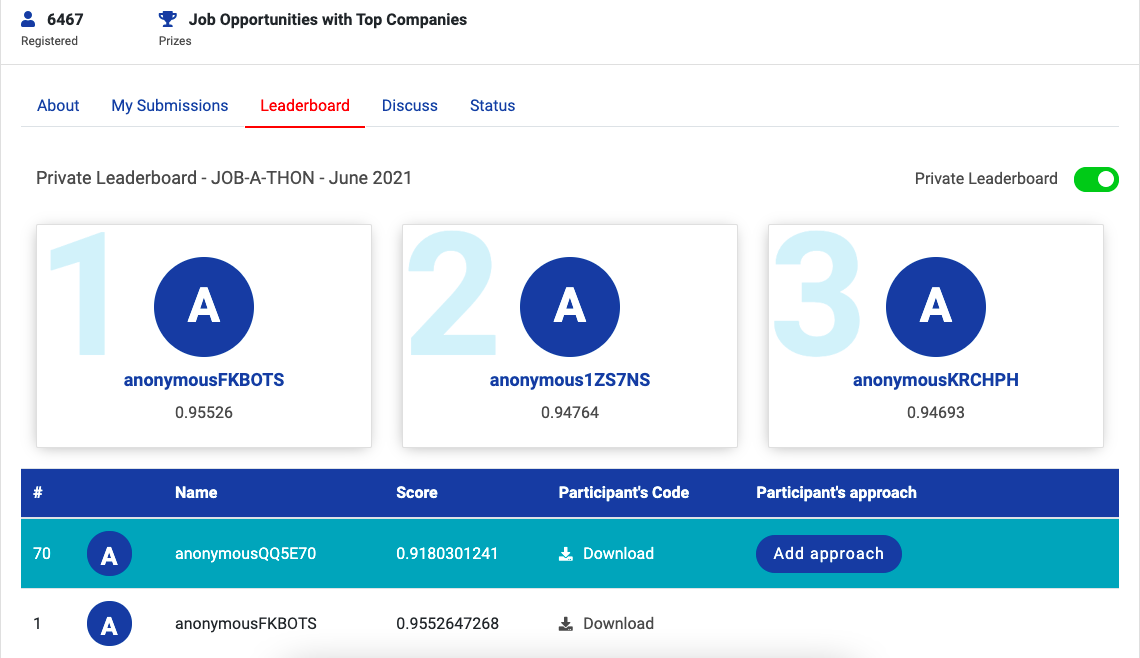 6467
Registered
Job Opportunities with Top Companies
Prizes
About My Submissions Leaderboard Discuss Status
Private Leaderboard - JOB-A-THON - June 2021
Private Leaderboard
1
A
anonymousFKBOTS
0.95526
2
A
anonymous1ZS7NS
0.94764
3
A
anonymousKRCHPH
0.94693
# Name Score Participant's Code Participant's approach
70 A anonymousQQ5E70 0.9180301241 Download Add approach
1 A anonymousFKBOTS 0.9552647268 Download